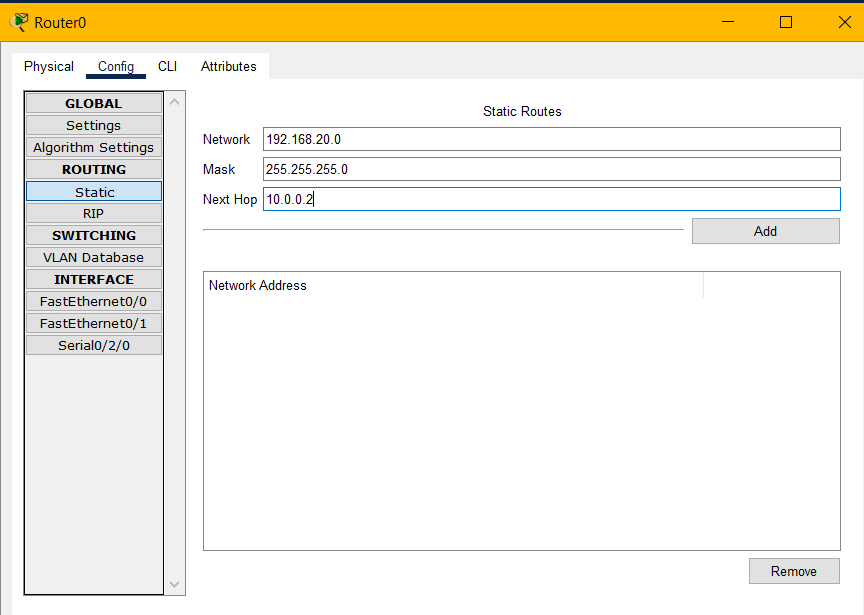 Router0
Physical Config CLI Attributes
GLOBAL
Settings
Algorithm Settings
ROUTING
Static
RIP
SWITCHING
VLAN Database
INTERFACE
FastEthernet0/0
FastEthernet0/1
Serial0/2/0
Static Routes
Network 192.168.20.0
Mask 255.255.255.0
Next Hop 10.0.0.2
Add
Network Address
Remove